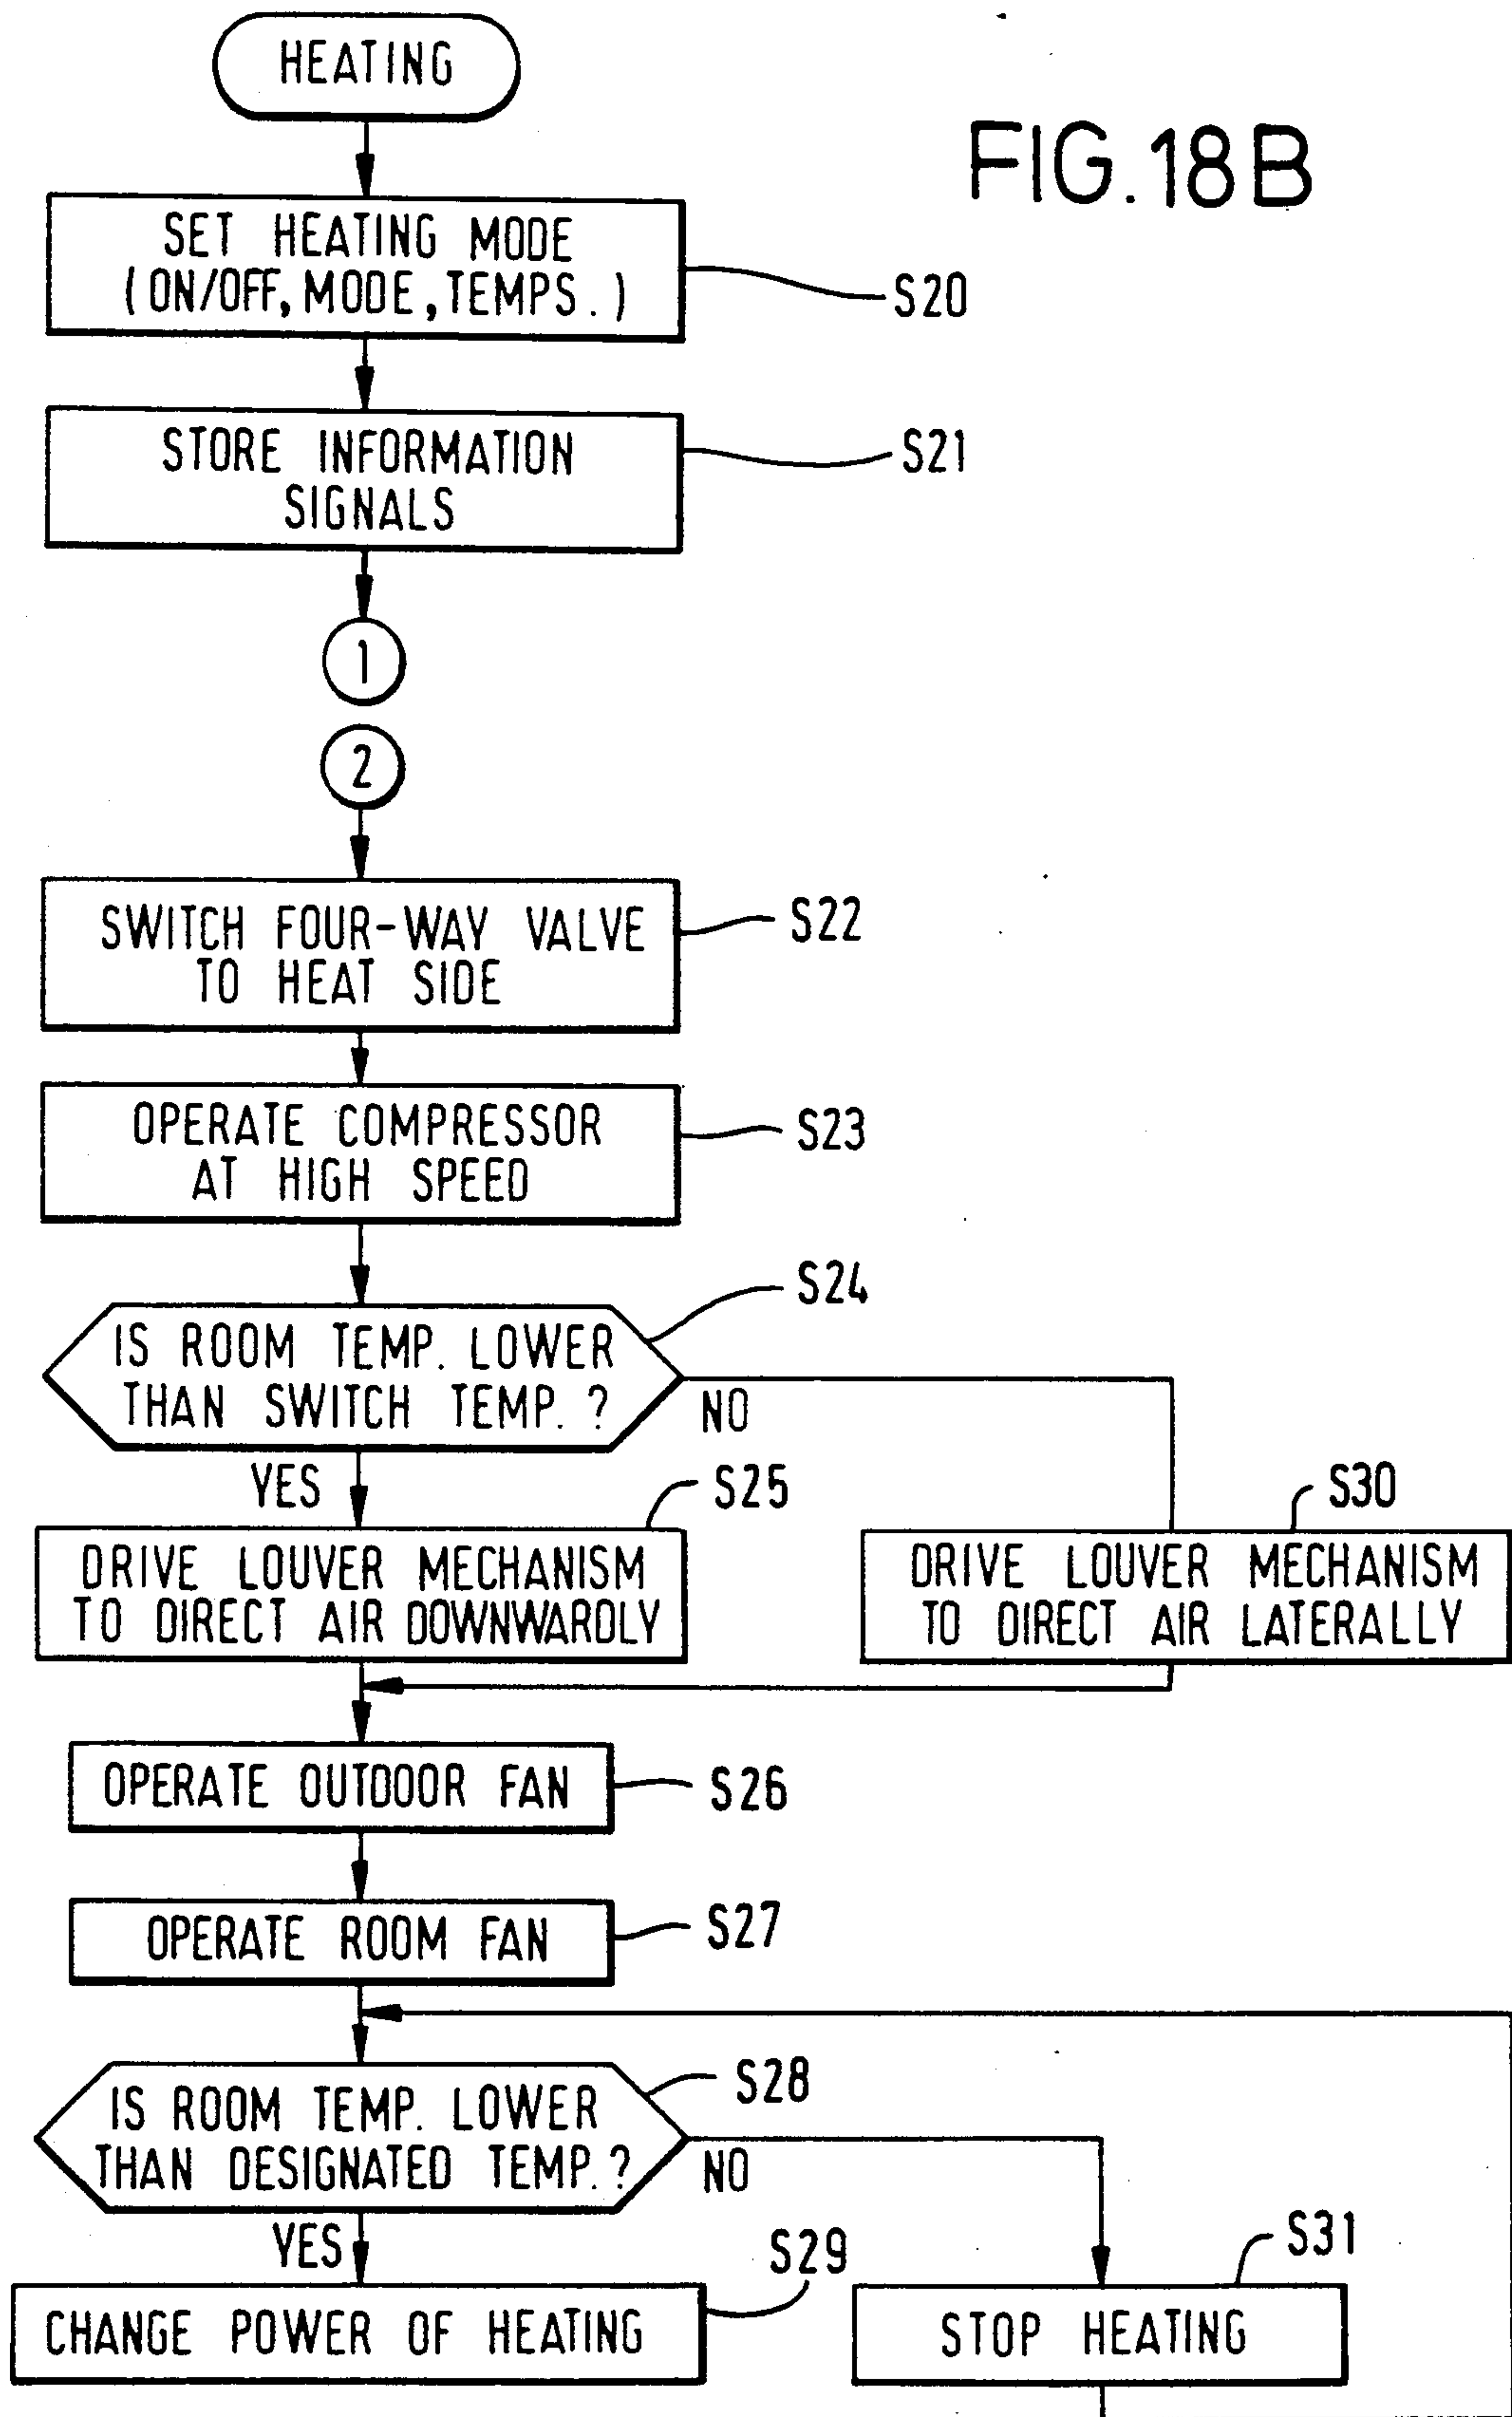 HEATING
FIG.18B
SET HEATING MODE
(ON/OFF, MODE, TEMPS.)
S20
STORE INFORMATION
SIGNALS
S21
1
2
SWITCH FOUR-WAY VALVE
TO HEAT SIDE
S22
OPERATE COMPRESSOR
AT HIGH SPEED
S23
S24
IS ROOM TEMP. LOWER
THAN SWITCH TEMP.?
NO
YES
S25
S30
DRIVE LOUVER MECHANISM
TO DIRECT AIR DOWNWARDLY
DRIVE LOUVER MECHANISM
TO DIRECT AIR LATERALLY
OPERATE OUTDOOR FAN
S26
OPERATE ROOM FAN
S27
S28
IS ROOM TEMP. LOWER
THAN DESIGNATED TEMP.?
NO
YES
S29
S31
CHANGE POWER OF HEATING
STOP HEATING